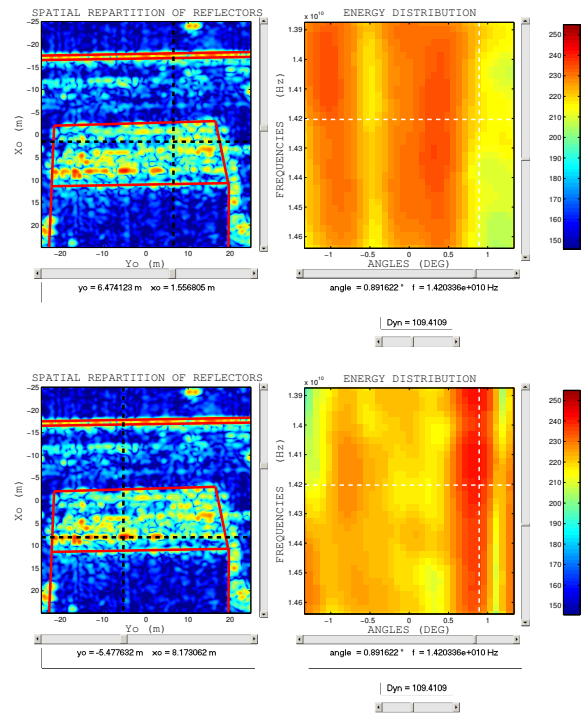 SPATIAL REPARTITION OF REFLECTORS
ENERGY DISTRIBUTION
x 10^10
-25
-20
-15
-10
-5
0
5
10
15
20
Xo (m)
-20 -10 0 10 20
Yo (m)
1.39
1.4
1.41
1.42
1.43
1.44
1.45
1.46
FREQUENCIES (Hz)
-1 -0.5 0 0.5 1
ANGLES (DEG)
250
240
230
220
210
200
190
180
170
160
150
yo = 6.474123 m xo = 1.556805 m
angle = 0.891622 ° f = 1.420336e+010 Hz
Dyn = 109.4109
SPATIAL REPARTITION OF REFLECTORS
ENERGY DISTRIBUTION
x 10^10
-25
-20
-15
-10
-5
0
5
10
15
20
Xo (m)
-20 -10 0 10 20
Yo (m)
1.39
1.4
1.41
1.42
1.43
1.44
1.45
1.46
FREQUENCIES (Hz)
-1 -0.5 0 0.5 1
ANGLES (DEG)
250
240
230
220
210
200
190
180
170
160
150
yo = -5.477632 m xo = 8.173062 m
angle = 0.891622 ° f = 1.420336e+010 Hz
Dyn = 109.4109